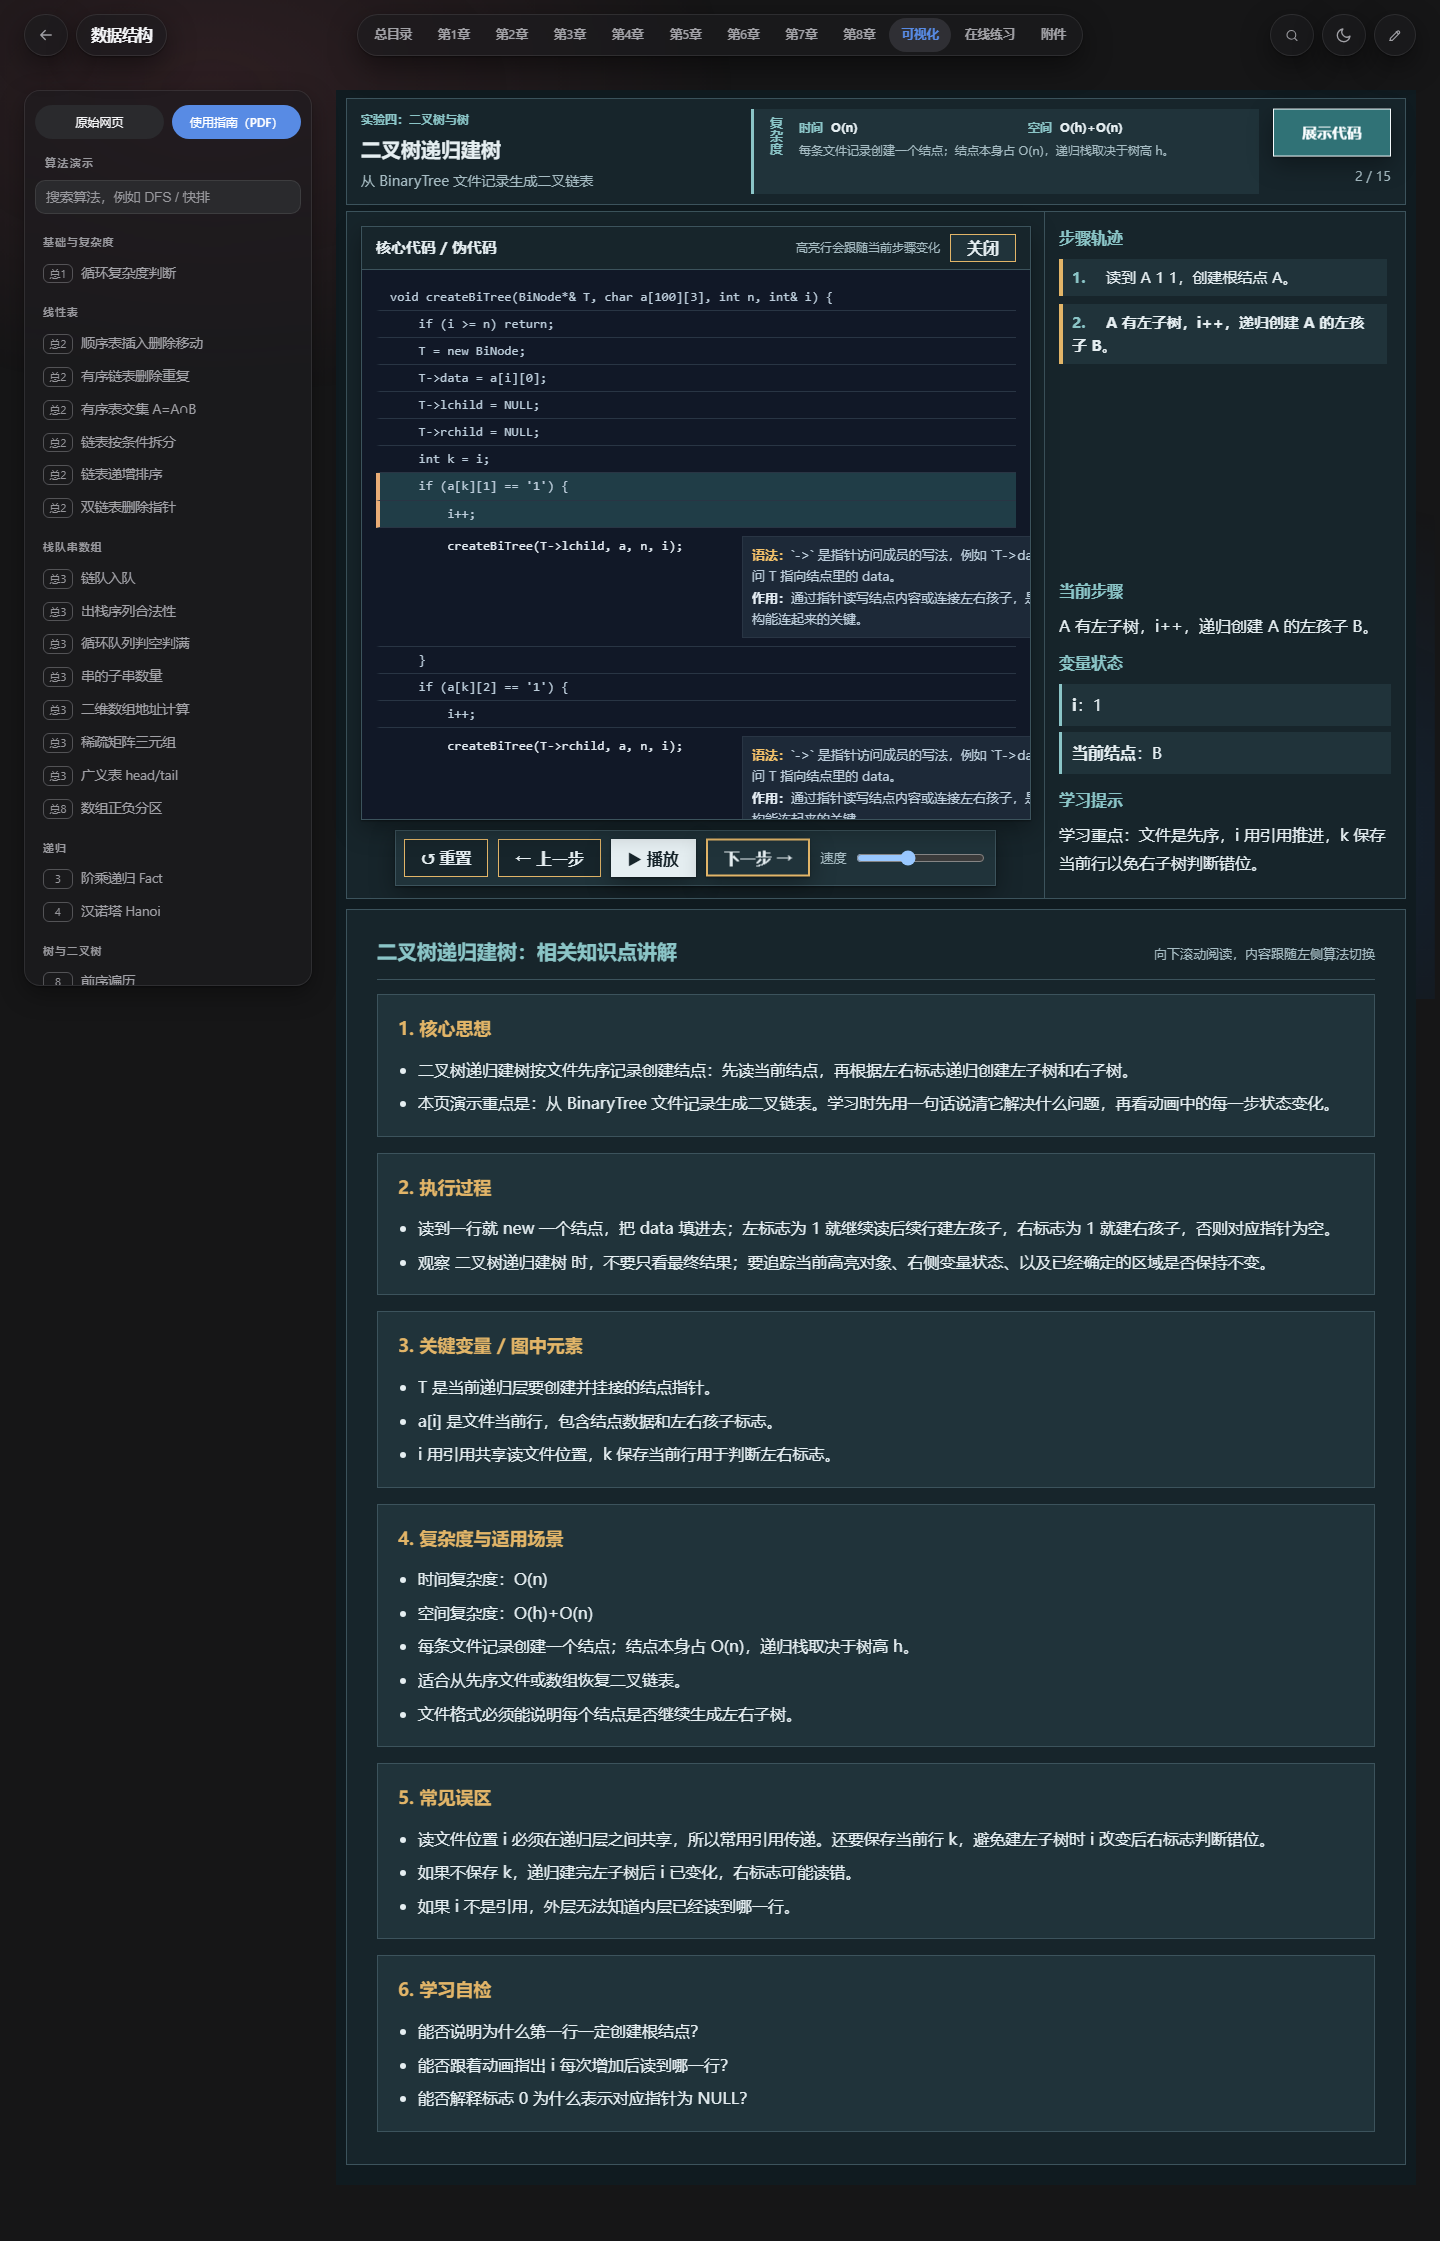 数据结构
总目录 第1章 第2章 第3章 第4章 第5章 第6章 第7章 第8章 可视化 在线练习 附件
原始网页 使用指南（PDF）
算法演示
搜索算法，例如 DFS / 快排
基础与复杂度
总1 循环复杂度判断
线性表
总2 顺序表插入删除移动
总2 有序链表删除重复
总2 有序表交集 A=A∩B
总2 链表按条件拆分
总2 链表递增排序
总2 双链表删除指针
栈队串数组
总3 链队入队
总3 出栈序列合法性
总3 循环队列判空判满
总3 串的子串数量
总3 二维数组地址计算
总3 稀疏矩阵三元组
总3 广义表 head/tail
总8 数组正负分区
递归
3 阶乘递归 Fact
4 汉诺塔 Hanoi
树与二叉树
8 前序遍历
实验四：二叉树与树
二叉树递归建树
从 BinaryTree 文件记录生成二叉链表
复杂度
时间 O(n) 空间 O(h)+O(n)
每条文件记录创建一个结点；结点本身占 O(n)，递归栈取决于树高 h。
展示代码
2 / 15
核心代码 / 伪代码 高亮行会跟随当前步骤变化 关闭
void createBiTree(BiNode*& T, char a[100][3], int n, int& i) {
if (i >= n) return;
T = new BiNode;
T->data = a[i][0];
T->lchild = NULL;
T->rchild = NULL;
int k = i;
if (a[k][1] == '1') {
i++;
createBiTree(T->lchild, a, n, i);
语法：`->` 是指针访问成员的写法，例如 `T->da
问 T 指向结点里的 data。
作用：通过指针读写结点内容或连接左右孩子，是
构能连起来的关键。
}
if (a[k][2] == '1') {
i++;
createBiTree(T->rchild, a, n, i);
语法：`->` 是指针访问成员的写法，例如 `T->da
问 T 指向结点里的 data。
作用：通过指针读写结点内容或连接左右孩子，是
构能连起来的关键。
↺ 重置 ← 上一步 ▶ 播放 下一步 → 速度
步骤轨迹
1. 读到 A 1 1，创建根结点 A。
2. A 有左子树，i++，递归创建 A 的左孩
子 B。
当前步骤
A 有左子树，i++，递归创建 A 的左孩子 B。
变量状态
i：1
当前结点：B
学习提示
学习重点：文件是先序，i 用引用推进，k 保存
当前行以免右子树判断错位。
二叉树递归建树：相关知识点讲解 向下滚动阅读，内容跟随左侧算法切换
1. 核心思想
• 二叉树递归建树按文件先序记录创建结点：先读当前结点，再根据左右标志递归创建左子树和右子树。
• 本页演示重点是：从 BinaryTree 文件记录生成二叉链表。学习时先用一句话说清它解决什么问题，再看动画中的每一步状态变化。
2. 执行过程
• 读到一行就 new 一个结点，把 data 填进去；左标志为 1 就继续读后续行建左孩子，右标志为 1 就建右孩子，否则对应指针为空。
• 观察 二叉树递归建树 时，不要只看最终结果；要追踪当前高亮对象、右侧变量状态、以及已经确定的区域是否保持不变。
3. 关键变量 / 图中元素
• T 是当前递归层要创建并挂接的结点指针。
• a[i] 是文件当前行，包含结点数据和左右孩子标志。
• i 用引用共享读文件位置，k 保存当前行用于判断左右标志。
4. 复杂度与适用场景
• 时间复杂度：O(n)
• 空间复杂度：O(h)+O(n)
• 每条文件记录创建一个结点；结点本身占 O(n)，递归栈取决于树高 h。
• 适合从先序文件或数组恢复二叉链表。
• 文件格式必须能说明每个结点是否继续生成左右子树。
5. 常见误区
• 读文件位置 i 必须在递归层之间共享，所以常用引用传递。还要保存当前行 k，避免建左子树时 i 改变后右标志判断错位。
• 如果不保存 k，递归建完左子树后 i 已变化，右标志可能读错。
• 如果 i 不是引用，外层无法知道内层已经读到哪一行。
6. 学习自检
• 能否说明为什么第一行一定创建根结点？
• 能否跟着动画指出 i 每次增加后读到哪一行？
• 能否解释标志 0 为什么表示对应指针为 NULL？